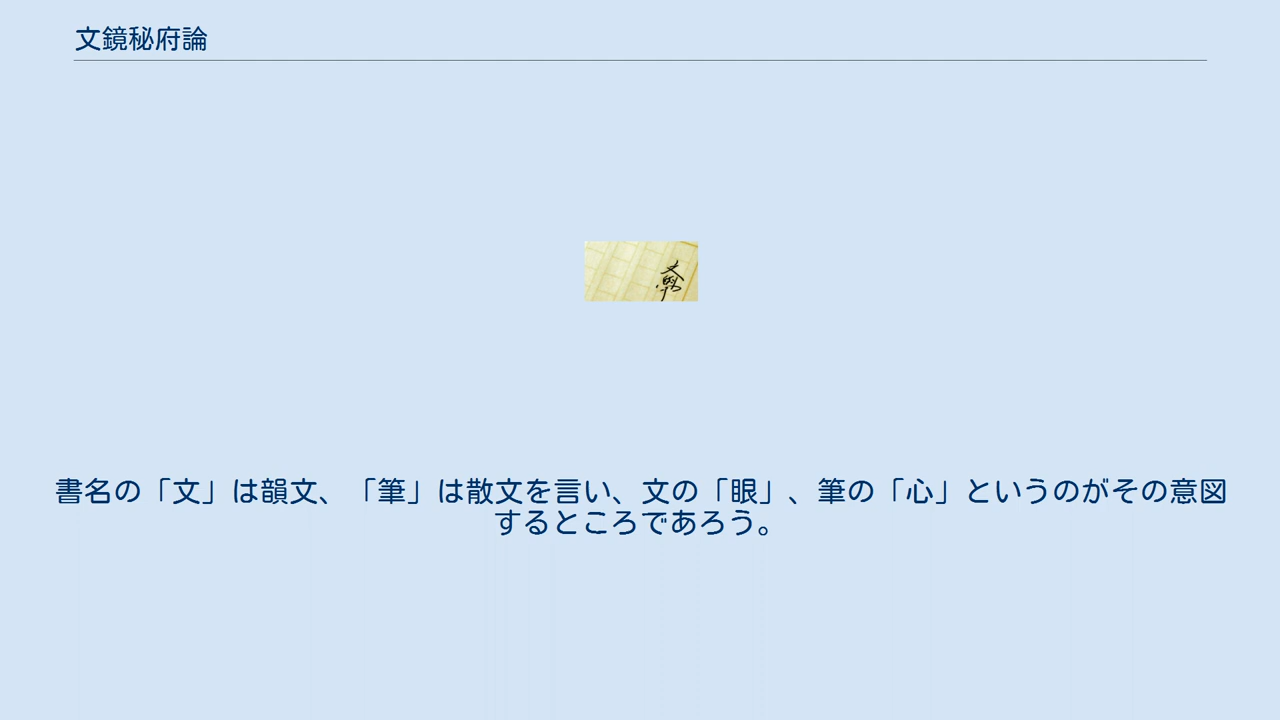 文鏡秘府論
書名の「文」は韻文、「筆」は散文を言い、文の「眼」、筆の「心」というのがその意図
するところであろう。